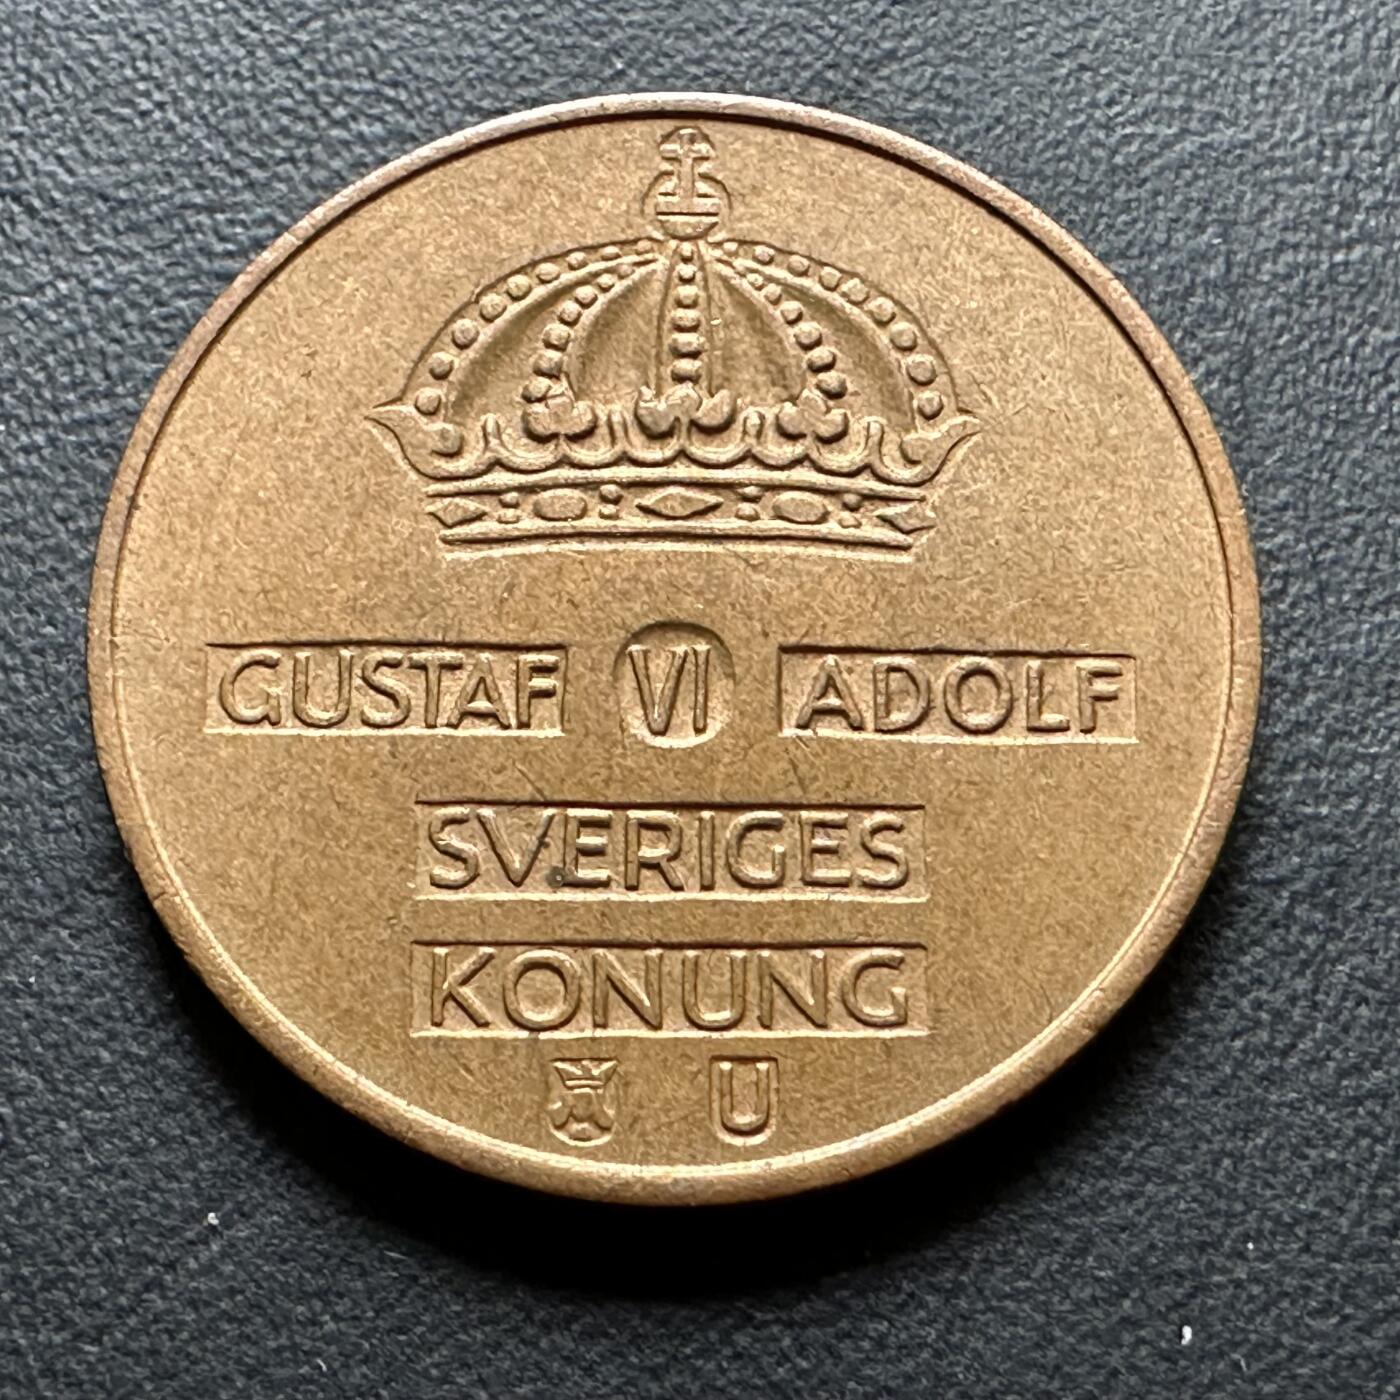 GUSTAF VI ADOLF
SVERIGES
KONUNG
U